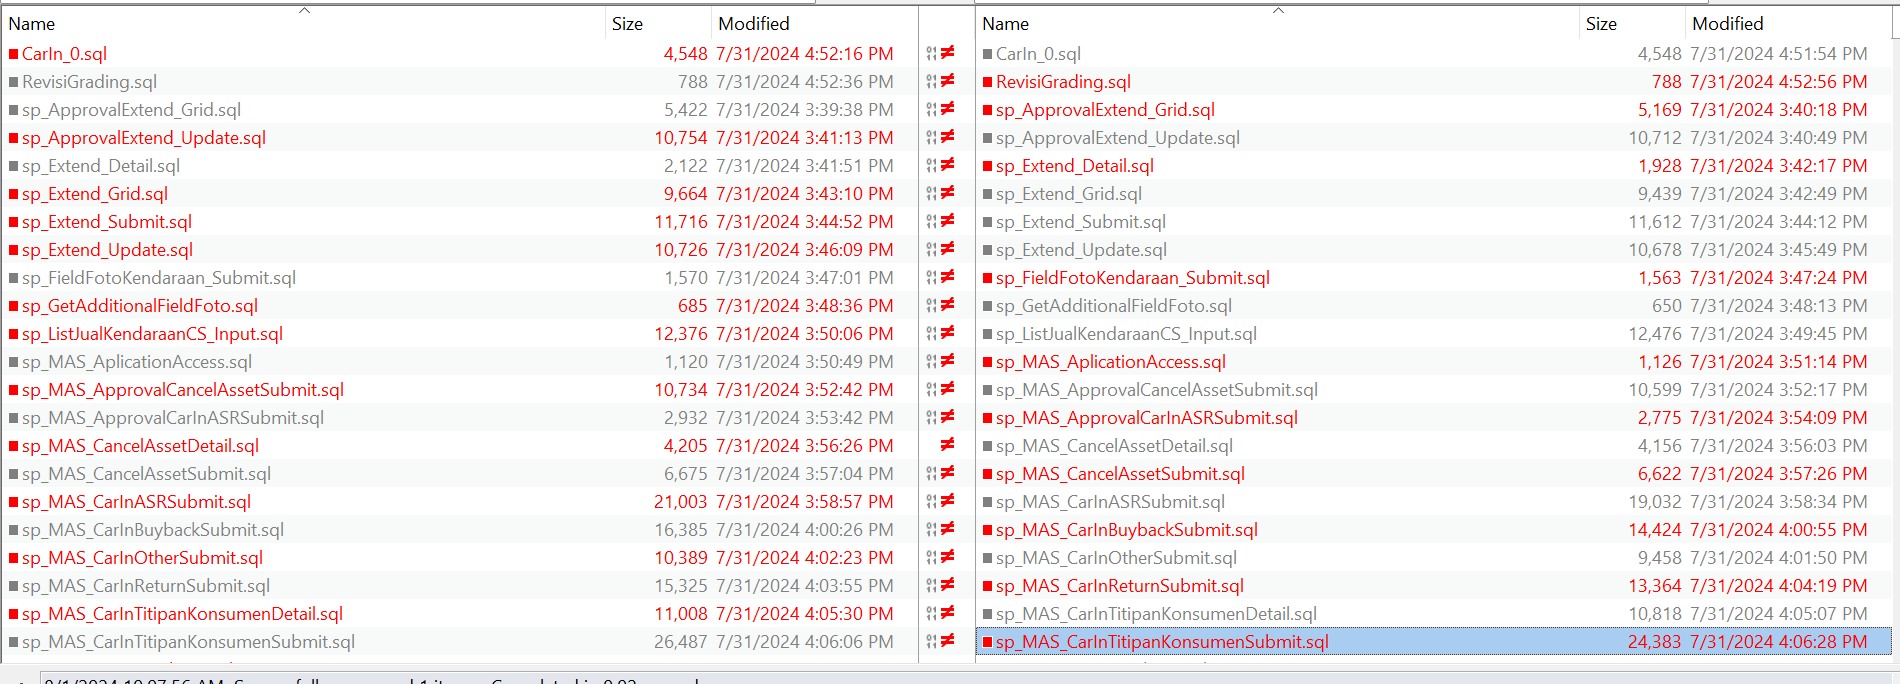 Name Size Modified Name Size Modified
CarIn_0.sql 4,548 7/31/2024 4:52:16 PM CarIn_0.sql 4,548 7/31/2024 4:51:54 PM
RevisiGrading.sql 788 7/31/2024 4:52:36 PM RevisiGrading.sql 788 7/31/2024 4:52:56 PM
sp_ApprovalExtend_Grid.sql 5,422 7/31/2024 3:39:38 PM sp_ApprovalExtend_Grid.sql 5,169 7/31/2024 3:40:18 PM
sp_ApprovalExtend_Update.sql 10,754 7/31/2024 3:41:13 PM sp_ApprovalExtend_Update.sql 10,712 7/31/2024 3:40:49 PM
sp_Extend_Detail.sql 2,122 7/31/2024 3:41:51 PM sp_Extend_Detail.sql 1,928 7/31/2024 3:42:17 PM
sp_Extend_Grid.sql 9,664 7/31/2024 3:43:10 PM sp_Extend_Grid.sql 9,439 7/31/2024 3:42:49 PM
sp_Extend_Submit.sql 11,716 7/31/2024 3:44:52 PM sp_Extend_Submit.sql 11,612 7/31/2024 3:44:12 PM
sp_Extend_Update.sql 10,726 7/31/2024 3:46:09 PM sp_Extend_Update.sql 10,678 7/31/2024 3:45:49 PM
sp_FieldFotoKendaraan_Submit.sql 1,570 7/31/2024 3:47:01 PM sp_FieldFotoKendaraan_Submit.sql 1,563 7/31/2024 3:47:24 PM
sp_GetAdditionalFieldFoto.sql 685 7/31/2024 3:48:36 PM sp_GetAdditionalFieldFoto.sql 650 7/31/2024 3:48:13 PM
sp_ListJualKendaraanCS_Input.sql 12,376 7/31/2024 3:50:06 PM sp_ListJualKendaraanCS_Input.sql 12,476 7/31/2024 3:49:45 PM
sp_MAS_AplicationAccess.sql 1,120 7/31/2024 3:50:49 PM sp_MAS_AplicationAccess.sql 1,126 7/31/2024 3:51:14 PM
sp_MAS_ApprovalCancelAssetSubmit.sql 10,734 7/31/2024 3:52:42 PM sp_MAS_ApprovalCancelAssetSubmit.sql 10,599 7/31/2024 3:52:17 PM
sp_MAS_ApprovalCarInASRSubmit.sql 2,932 7/31/2024 3:53:42 PM sp_MAS_ApprovalCarInASRSubmit.sql 2,775 7/31/2024 3:54:09 PM
sp_MAS_CancelAssetDetail.sql 4,205 7/31/2024 3:56:26 PM sp_MAS_CancelAssetDetail.sql 4,156 7/31/2024 3:56:03 PM
sp_MAS_CancelAssetSubmit.sql 6,675 7/31/2024 3:57:04 PM sp_MAS_CancelAssetSubmit.sql 6,622 7/31/2024 3:57:26 PM
sp_MAS_CarInASRSubmit.sql 21,003 7/31/2024 3:58:57 PM sp_MAS_CarInASRSubmit.sql 19,032 7/31/2024 3:58:34 PM
sp_MAS_CarInBuybackSubmit.sql 16,385 7/31/2024 4:00:26 PM sp_MAS_CarInBuybackSubmit.sql 14,424 7/31/2024 4:00:55 PM
sp_MAS_CarInOtherSubmit.sql 10,389 7/31/2024 4:02:23 PM sp_MAS_CarInOtherSubmit.sql 9,458 7/31/2024 4:01:50 PM
sp_MAS_CarInReturnSubmit.sql 15,325 7/31/2024 4:03:55 PM sp_MAS_CarInReturnSubmit.sql 13,364 7/31/2024 4:04:19 PM
sp_MAS_CarInTitipanKonsumenDetail.sql 11,008 7/31/2024 4:05:30 PM sp_MAS_CarInTitipanKonsumenDetail.sql 10,818 7/31/2024 4:05:07 PM
sp_MAS_CarInTitipanKonsumenSubmit.sql 26,487 7/31/2024 4:06:06 PM sp_MAS_CarInTitipanKonsumenSubmit.sql 24,383 7/31/2024 4:06:28 PM